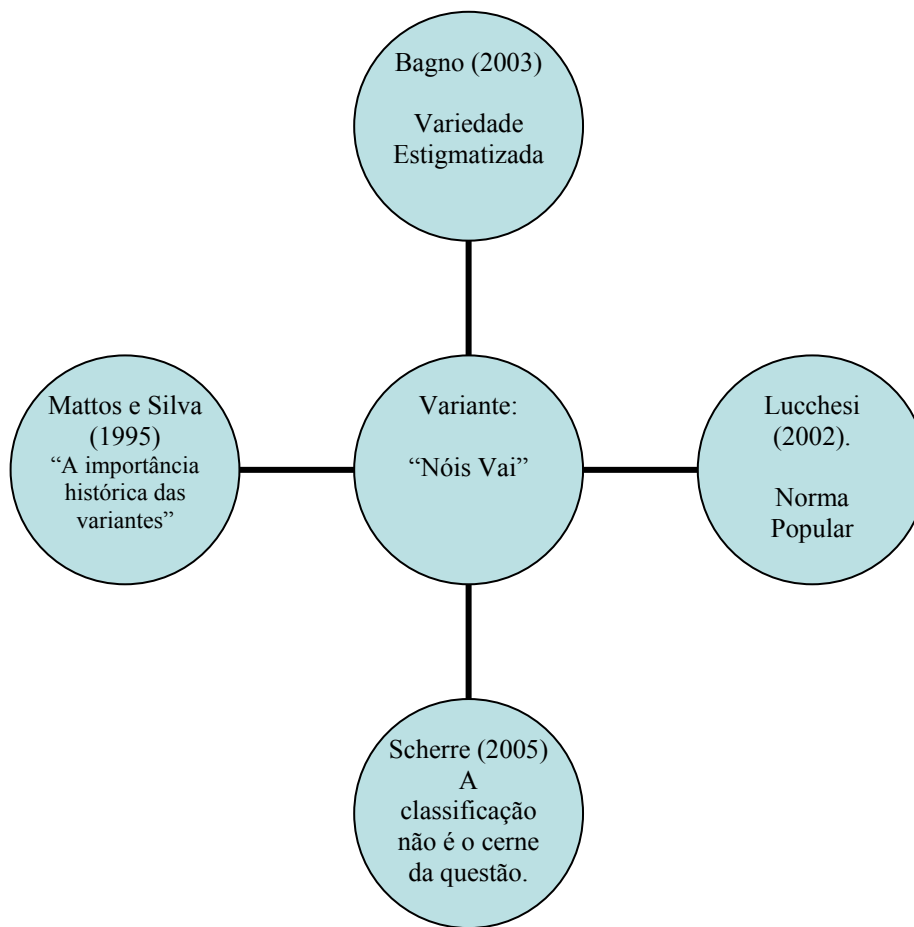 Bagno (2003)
Variedade
Estigmatizada
Mattos e Silva
(1995)
“A importância
histórica das
variantes”
Variante:
“Nóis Vai”
Lucchesi
(2002).
Norma
Popular
Scherre (2005)
A
classificação
não é o cerne
da questão.